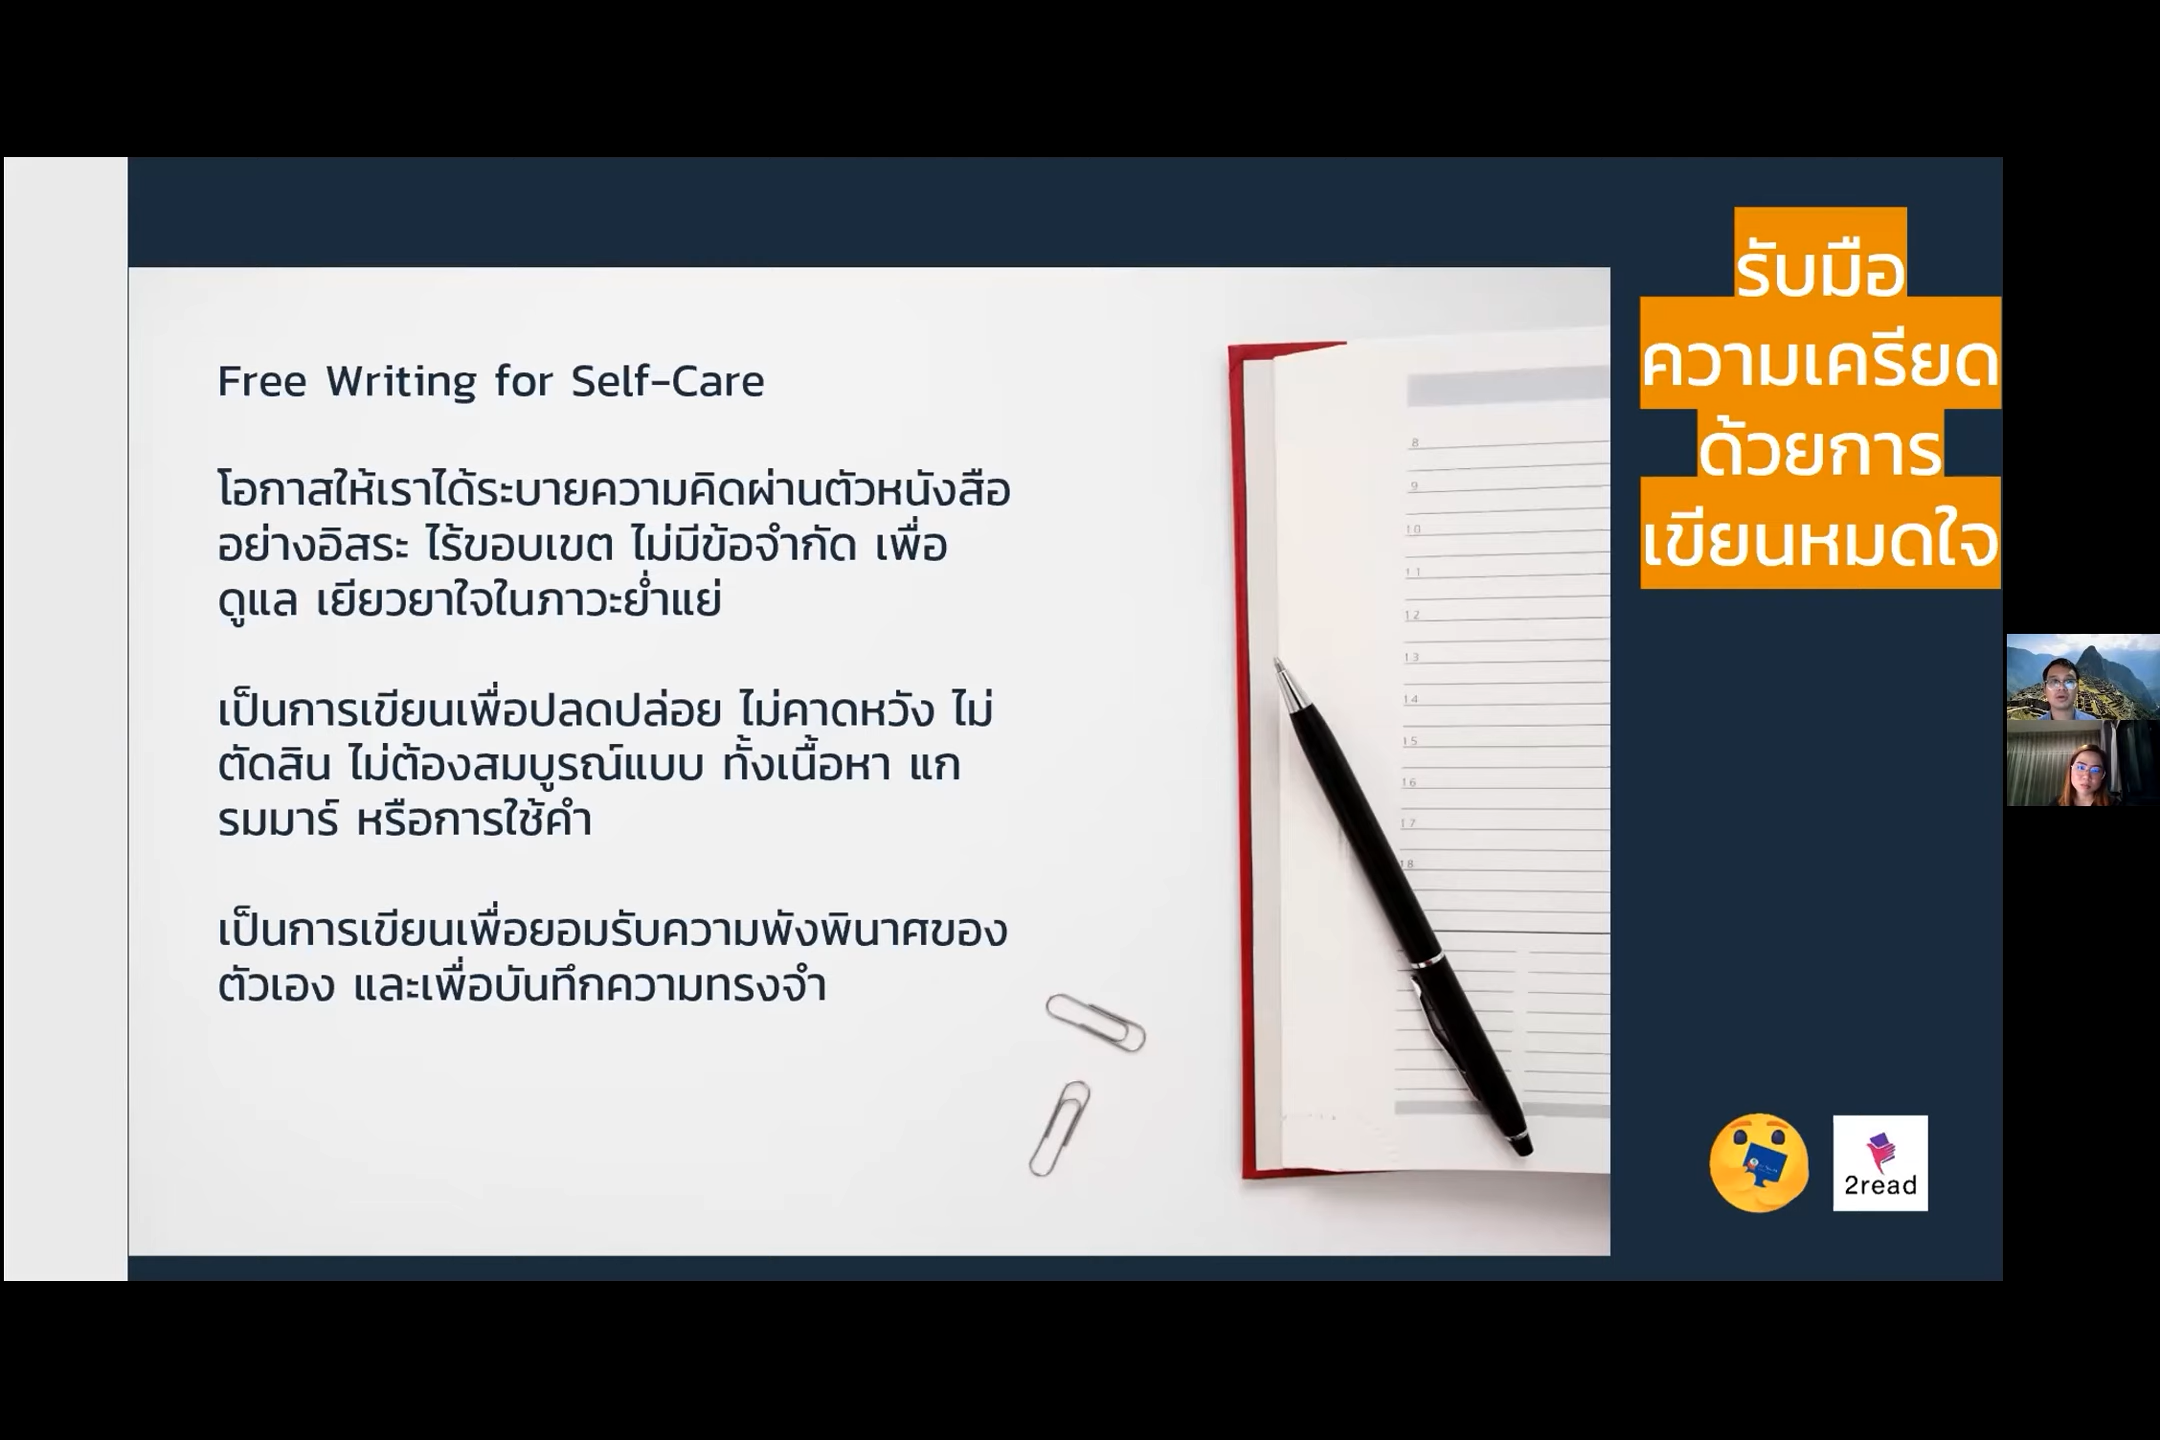 Free Writing for Self-Care
โอกาสให้เราได้ระบายความคิดผ่านตัวหนังสือ
อย่างอิสระ ไร้ขอบเขต ไม่มีข้อจำกัด เพื่อ
ดูแล เยียวยาใจในภาวะย่ำแย่
เป็นการเขียนเพื่อปลดปล่อย ไม่คาดหวัง ไม่
ตัดสิน ไม่ต้องสมบูรณ์แบบ ทั้งเนื้อหา แก
รมมาร์ หรือการใช้คำ
เป็นการเขียนเพื่อยอมรับความพังพินาศของ
ตัวเอง และเพื่อบันทึกความทรงจำ
8
9
10
11
12
13
14
15
16
17
18
รับมือ
ความเครียด
ด้วยการ
เขียนหมดใจ
2read